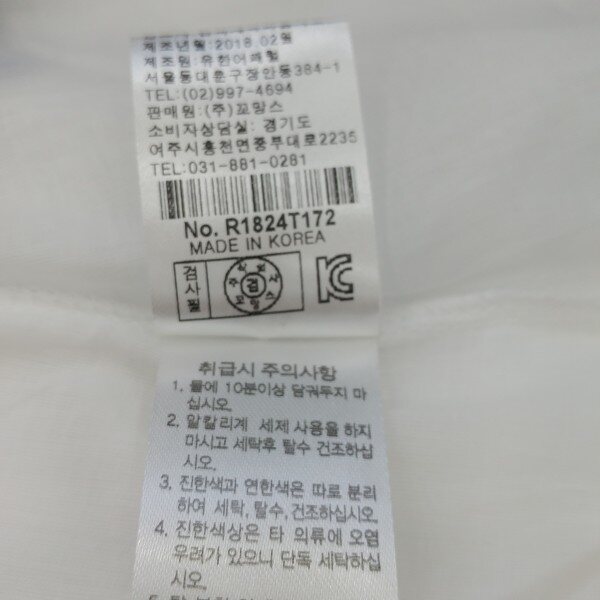 제조년월:2018.02월
제조원:유한어패럴
서울동대문구장안동384-1
TEL:(02)997-4694
판매원:(주)꼬망스
소비자상담실: 경기도
여주시흥천면중부대로2235
TEL:031-881-0281
No. R1824T172
MADE IN KOREA
검사필
검
취급시 주의사항
1. 물에 10분이상 담궈두지 마
십시오.
2. 알칼리계 세제 사용을 하지
마시고 세탁후 탈수 건조하십
시오.
3. 진한색과 연한색은 따로 분리
하여 세탁, 탈수, 건조하십시오.
4. 진한색상은 타 의류에 오염
우려가 있으니 단독 세탁하십
시오.